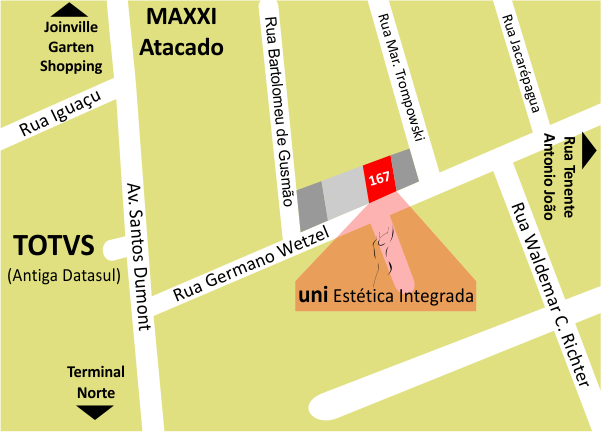 Joinville
Garten
Shopping
MAXXI
Atacado
Rua Iguaçu
Rua Bartolomeu de Gusmão
Rua Mar. Trompowski
Rua Jacarépagua
Rua Tenente
Antonio João
167
Av. Santos Dumont
TOTVS
(Antiga Datasul)
Rua Germano Wetzel
Rua Waldemar C. Richter
uni Estética Integrada
Terminal
Norte